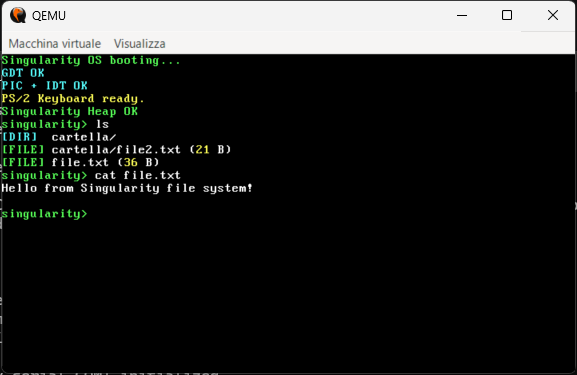 QEMU
Macchina virtuale Visualizza
Singularity OS booting...
GDT OK
PIC + IDT OK
PS/2 Keyboard ready.
Singularity Heap OK
singularity> ls
[DIR]  cartella/
[FILE] cartella/file2.txt (21 B)
[FILE] file.txt (36 B)
singularity> cat file.txt
Hello from Singularity file system!
singularity>